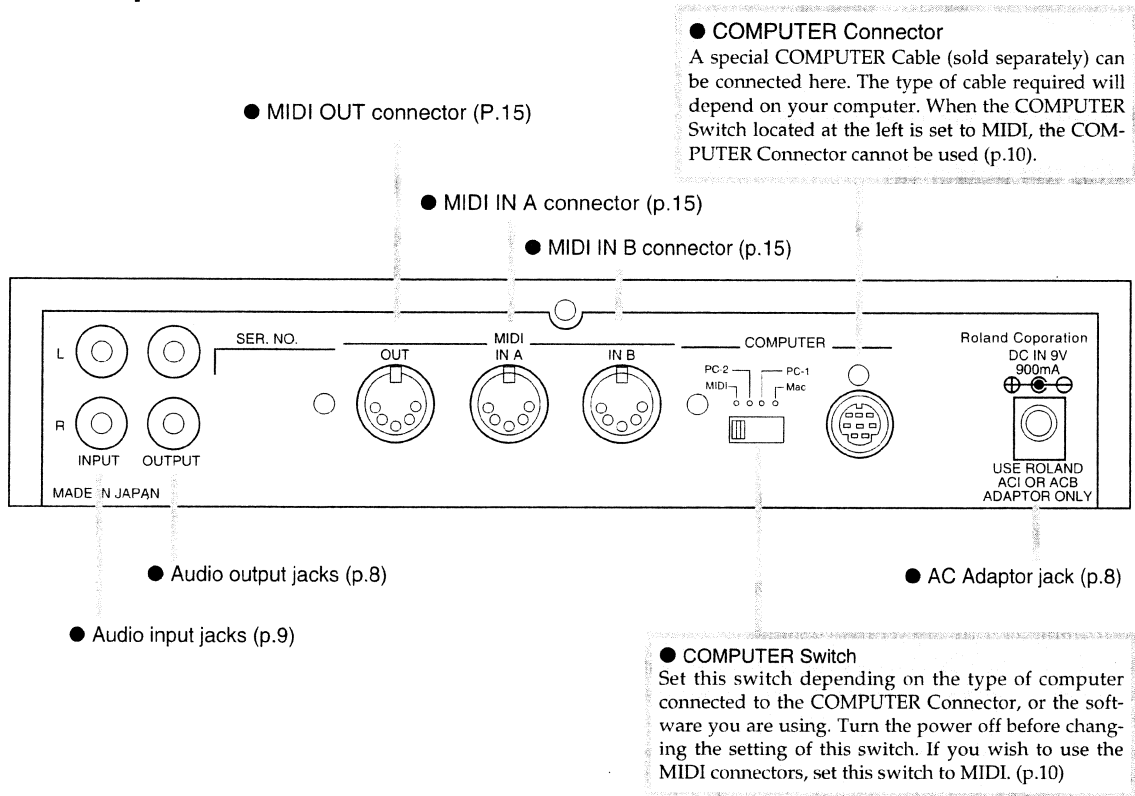 ● COMPUTER Connector
A special COMPUTER Cable (sold separately) can
be connected here. The type of cable required will
depend on your computer. When the COMPUTER
Switch located at the left is set to MIDI, the COM-
PUTER Connector cannot be used (p.10).
● MIDI OUT connector (P.15)
● MIDI IN A connector (p.15)
● MIDI IN B connector (p.15)
L
R
INPUT OUTPUT
MADE IN JAPAN
SER. NO.
MIDI
OUT IN A IN B
COMPUTER
PC-2 PC-1
MIDI Mac
Roland Coporation
DC IN 9V
900mA
USE ROLAND
ACI OR ACB
ADAPTOR ONLY
● Audio output jacks (p.8)
● AC Adaptor jack (p.8)
● Audio input jacks (p.9)
● COMPUTER Switch
Set this switch depending on the type of computer
connected to the COMPUTER Connector, or the soft-
ware you are using. Turn the power off before chang-
ing the setting of this switch. If you wish to use the
MIDI connectors, set this switch to MIDI. (p.10)